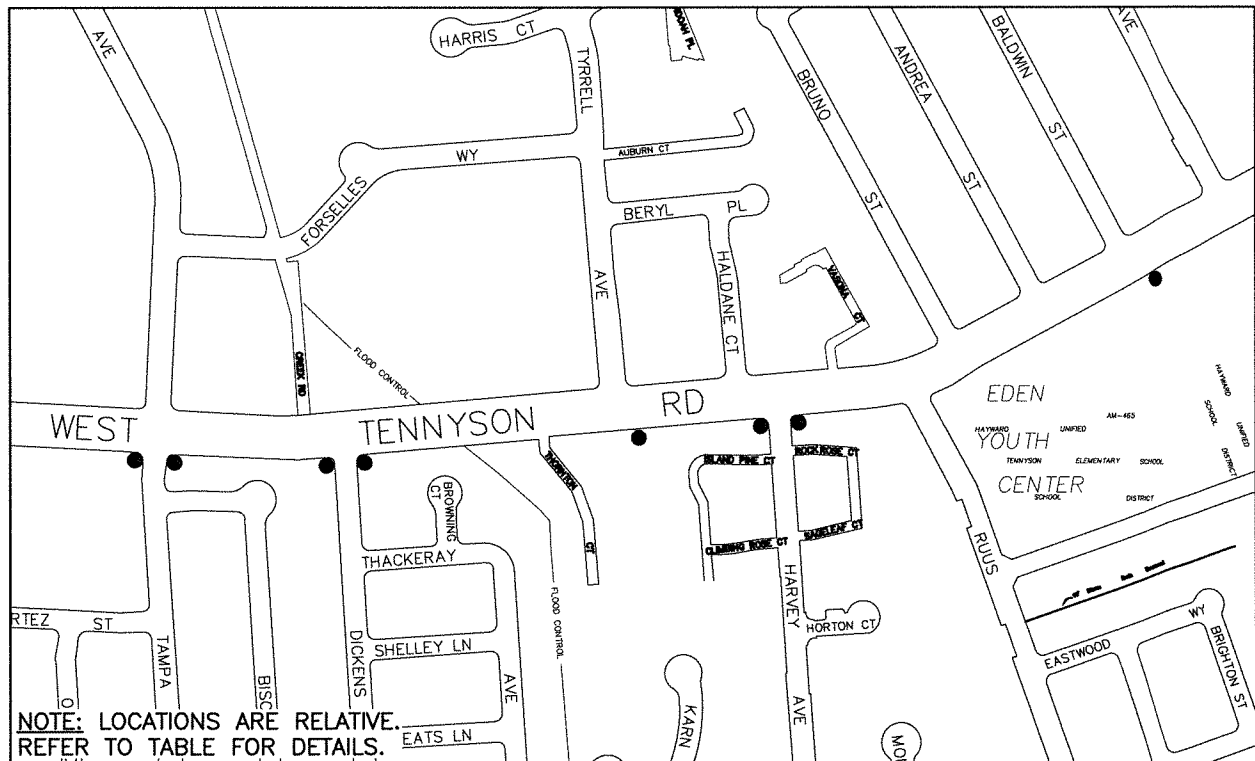 AVE
HARRIS CT
TYRRELL
BRUNO
ST
ANDREA
ST
BALDWIN
ST
AVE
FORSELLES
WY
AUBURN CT
BERYL PL
AVE
HALDANE CT
VARONA CT
CREEK RD
FLOOD CONTROL
WEST TENNYSON RD
EDEN
YOUTH
CENTER
AM-465
HAYWARD UNIFIED
TENNYSON ELEMENTARY SCHOOL
SCHOOL DISTRICT
HAYWARD
SCHOOL UNIFIED
DISTRICT
THORNTON
CT
ISLAND PINE CT
ROCK ROSE CT
CLIMBING ROSE CT
SAGELEAF CT
BROWNING
CT
THACKERAY
AVE
FLOOD CONTROL
HARVEY
AVE
HORTON CT
RUUS
EASTWOOD
WY
BRIGHTON ST
RTEZ ST
TAMPA
BISC
DICKENS
SHELLEY LN
EATS LN
KARN
NOTE: LOCATIONS ARE RELATIVE.
REFER TO TABLE FOR DETAILS.